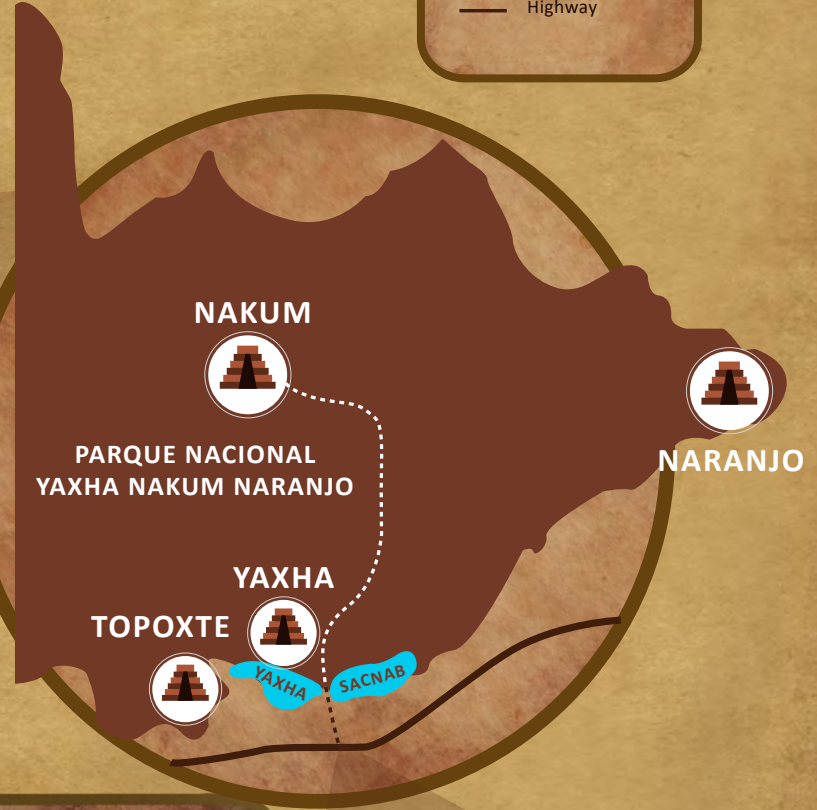 Highway
NAKUM
PARQUE NACIONAL
YAXHA NAKUM NARANJO
NARANJO
YAXHA
TOPOXTE
YAXHA
SACNAB